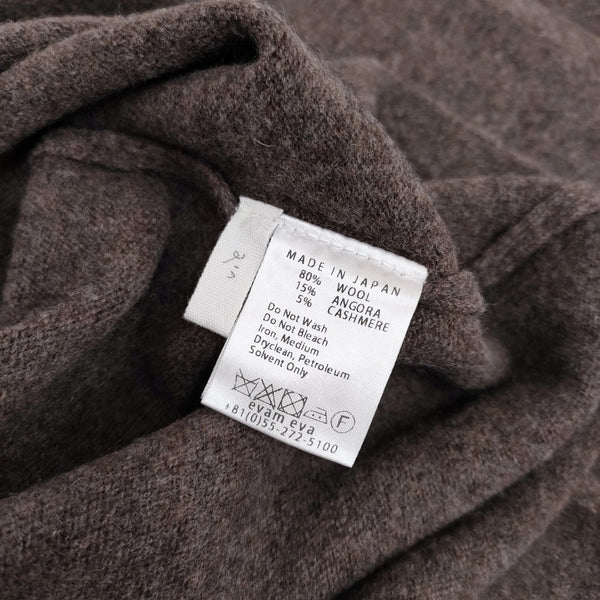 MADE IN JAPAN
80% WOOL
15% ANGORA
5% CASHMERE
Do Not Wash
Do Not Bleach
Iron, Medium
Dryclean, Petroleum
Solvent Only
F
evam eva
+81(0)55-272-5100